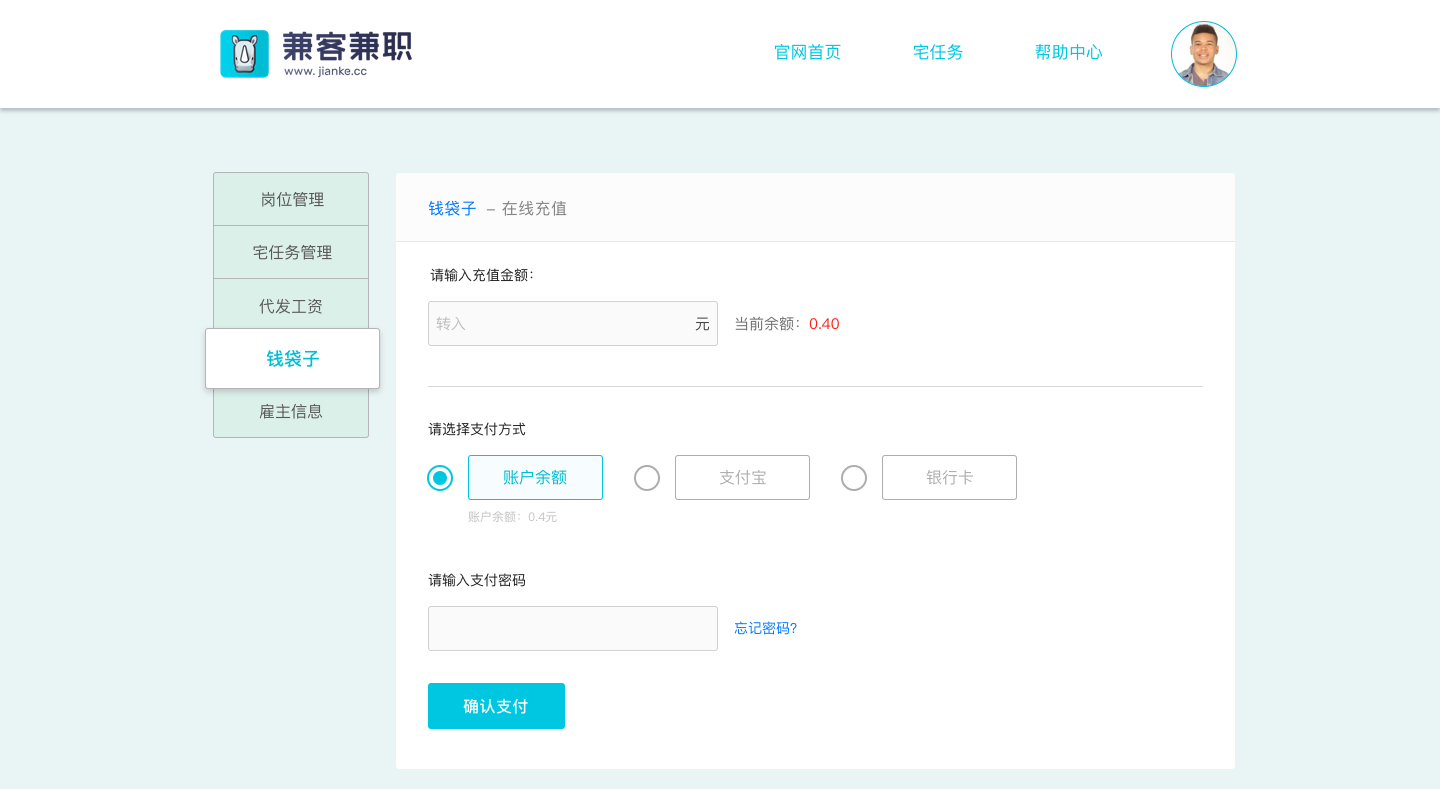 兼客兼职
www.jianke.cc
官网首页 宅任务 帮助中心
岗位管理
宅任务管理
代发工资
钱袋子
雇主信息
钱袋子 – 在线充值
请输入充值金额：
转入 元 当前余额：0.40
请选择支付方式
账户余额 支付宝 银行卡
账户余额：0.4元
请输入支付密码
忘记密码?
确认支付